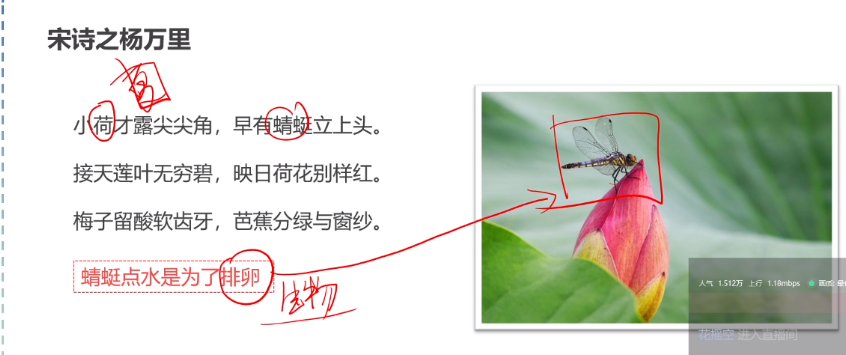 宋诗之杨万里
小荷才露尖尖角，早有蜻蜓立上头。
接天莲叶无穷碧，映日荷花别样红。
梅子留酸软齿牙，芭蕉分绿与窗纱。
蜻蜓点水是为了排卵
生物
人气 1.512万 上行 1.18mbps
花摇空 进入直播间